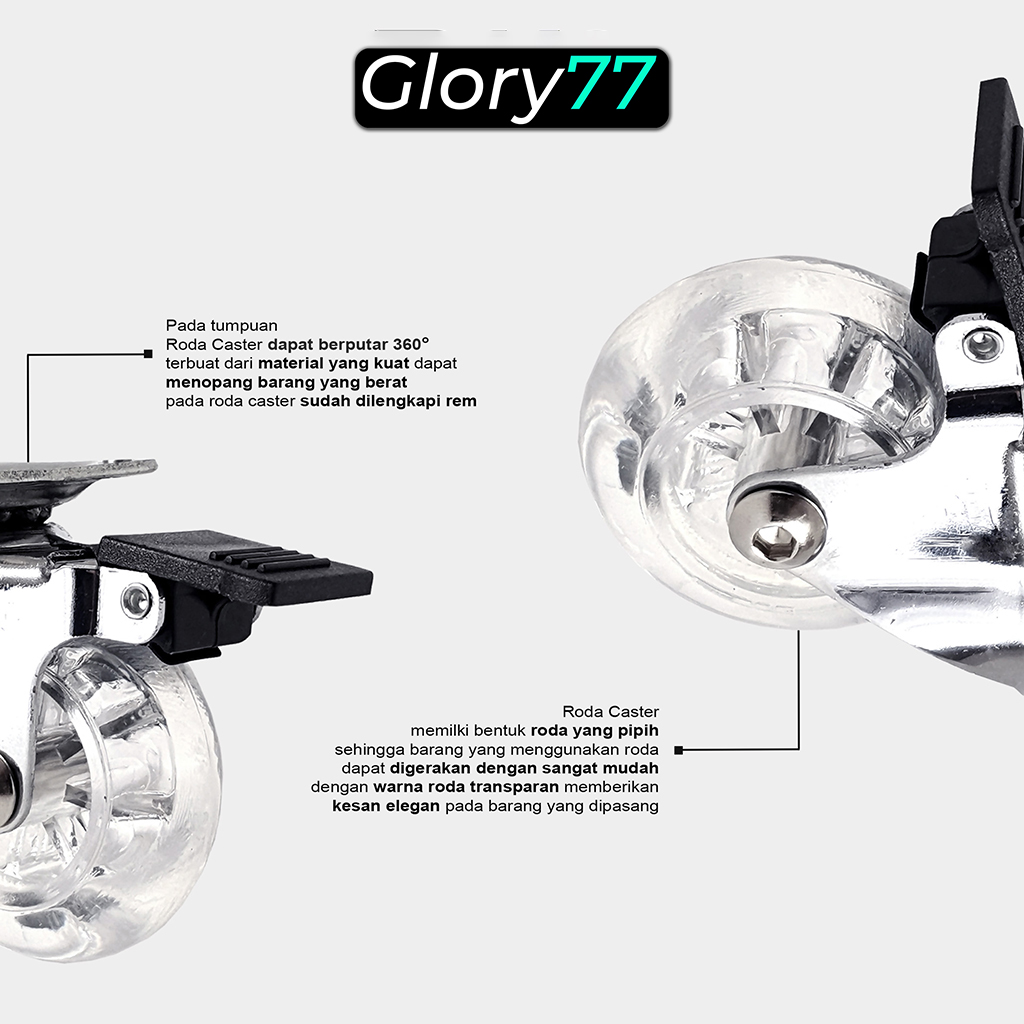 Glory77
Pada tumpuan
Roda Caster dapat berputar 360°
terbuat dari material yang kuat dapat
menopang barang yang berat
pada roda caster sudah dilengkapi rem
Roda Caster
memilki bentuk roda yang pipih
sehingga barang yang menggunakan roda
dapat digerakan dengan sangat mudah
dengan warna roda transparan memberikan
kesan elegan pada barang yang dipasang